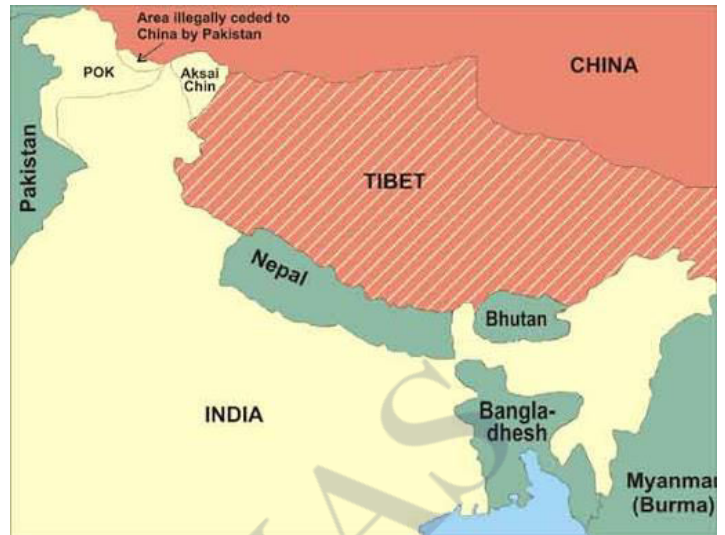 Area illegally ceded to
China by Pakistan
POK
Aksai
Chin
CHINA
Pakistan
TIBET
Nepal
Bhutan
INDIA
Bangla-
dhesh
Myanmar
(Burma)